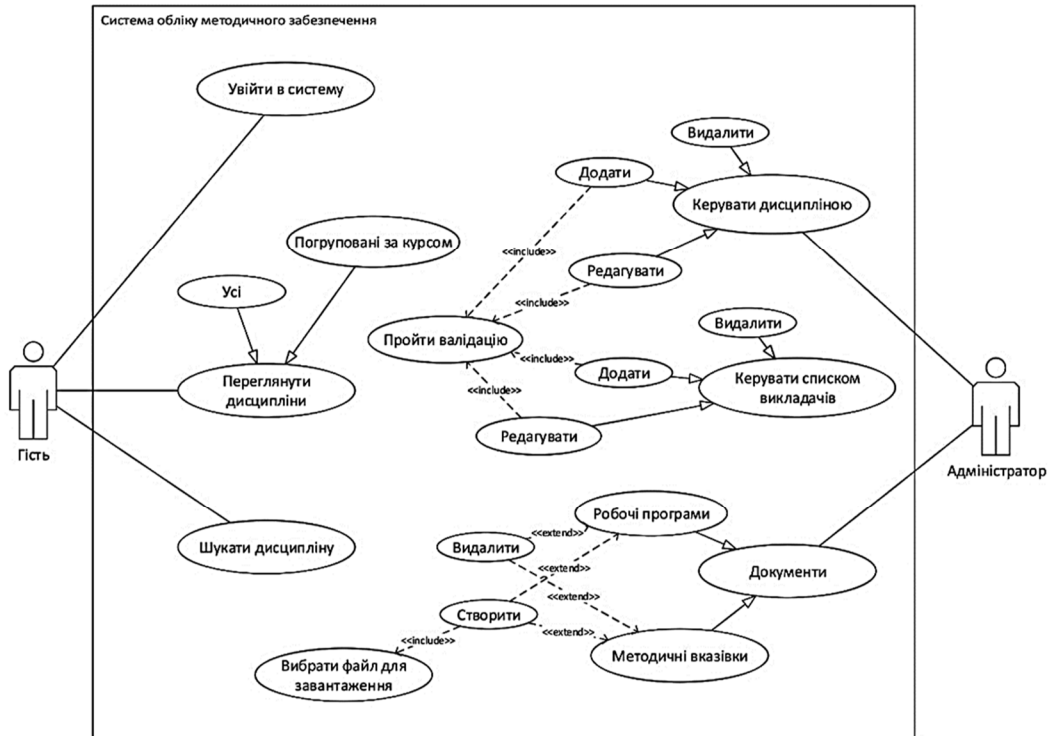 Система обліку методичного забезпечення
Увійти в систему
Видалити
Додати
Керувати дисципліною
Погруповані за курсом
<<include>>
Редагувати
Усі
<<include>>
Видалити
Пройти валідацію
<<include>>
Додати
Переглянути
дисципліни
Керувати списком
викладачів
<<include>>
Редагувати
Гість
Адміністратор
Робочі програми
<<extend>>
Шукати дисципліну
Видалити
<<extend>>
Документи
<<extend>>
Створити
<<extend>>
<<include>>
Методичні вказівки
Вибрати файл для
завантаження